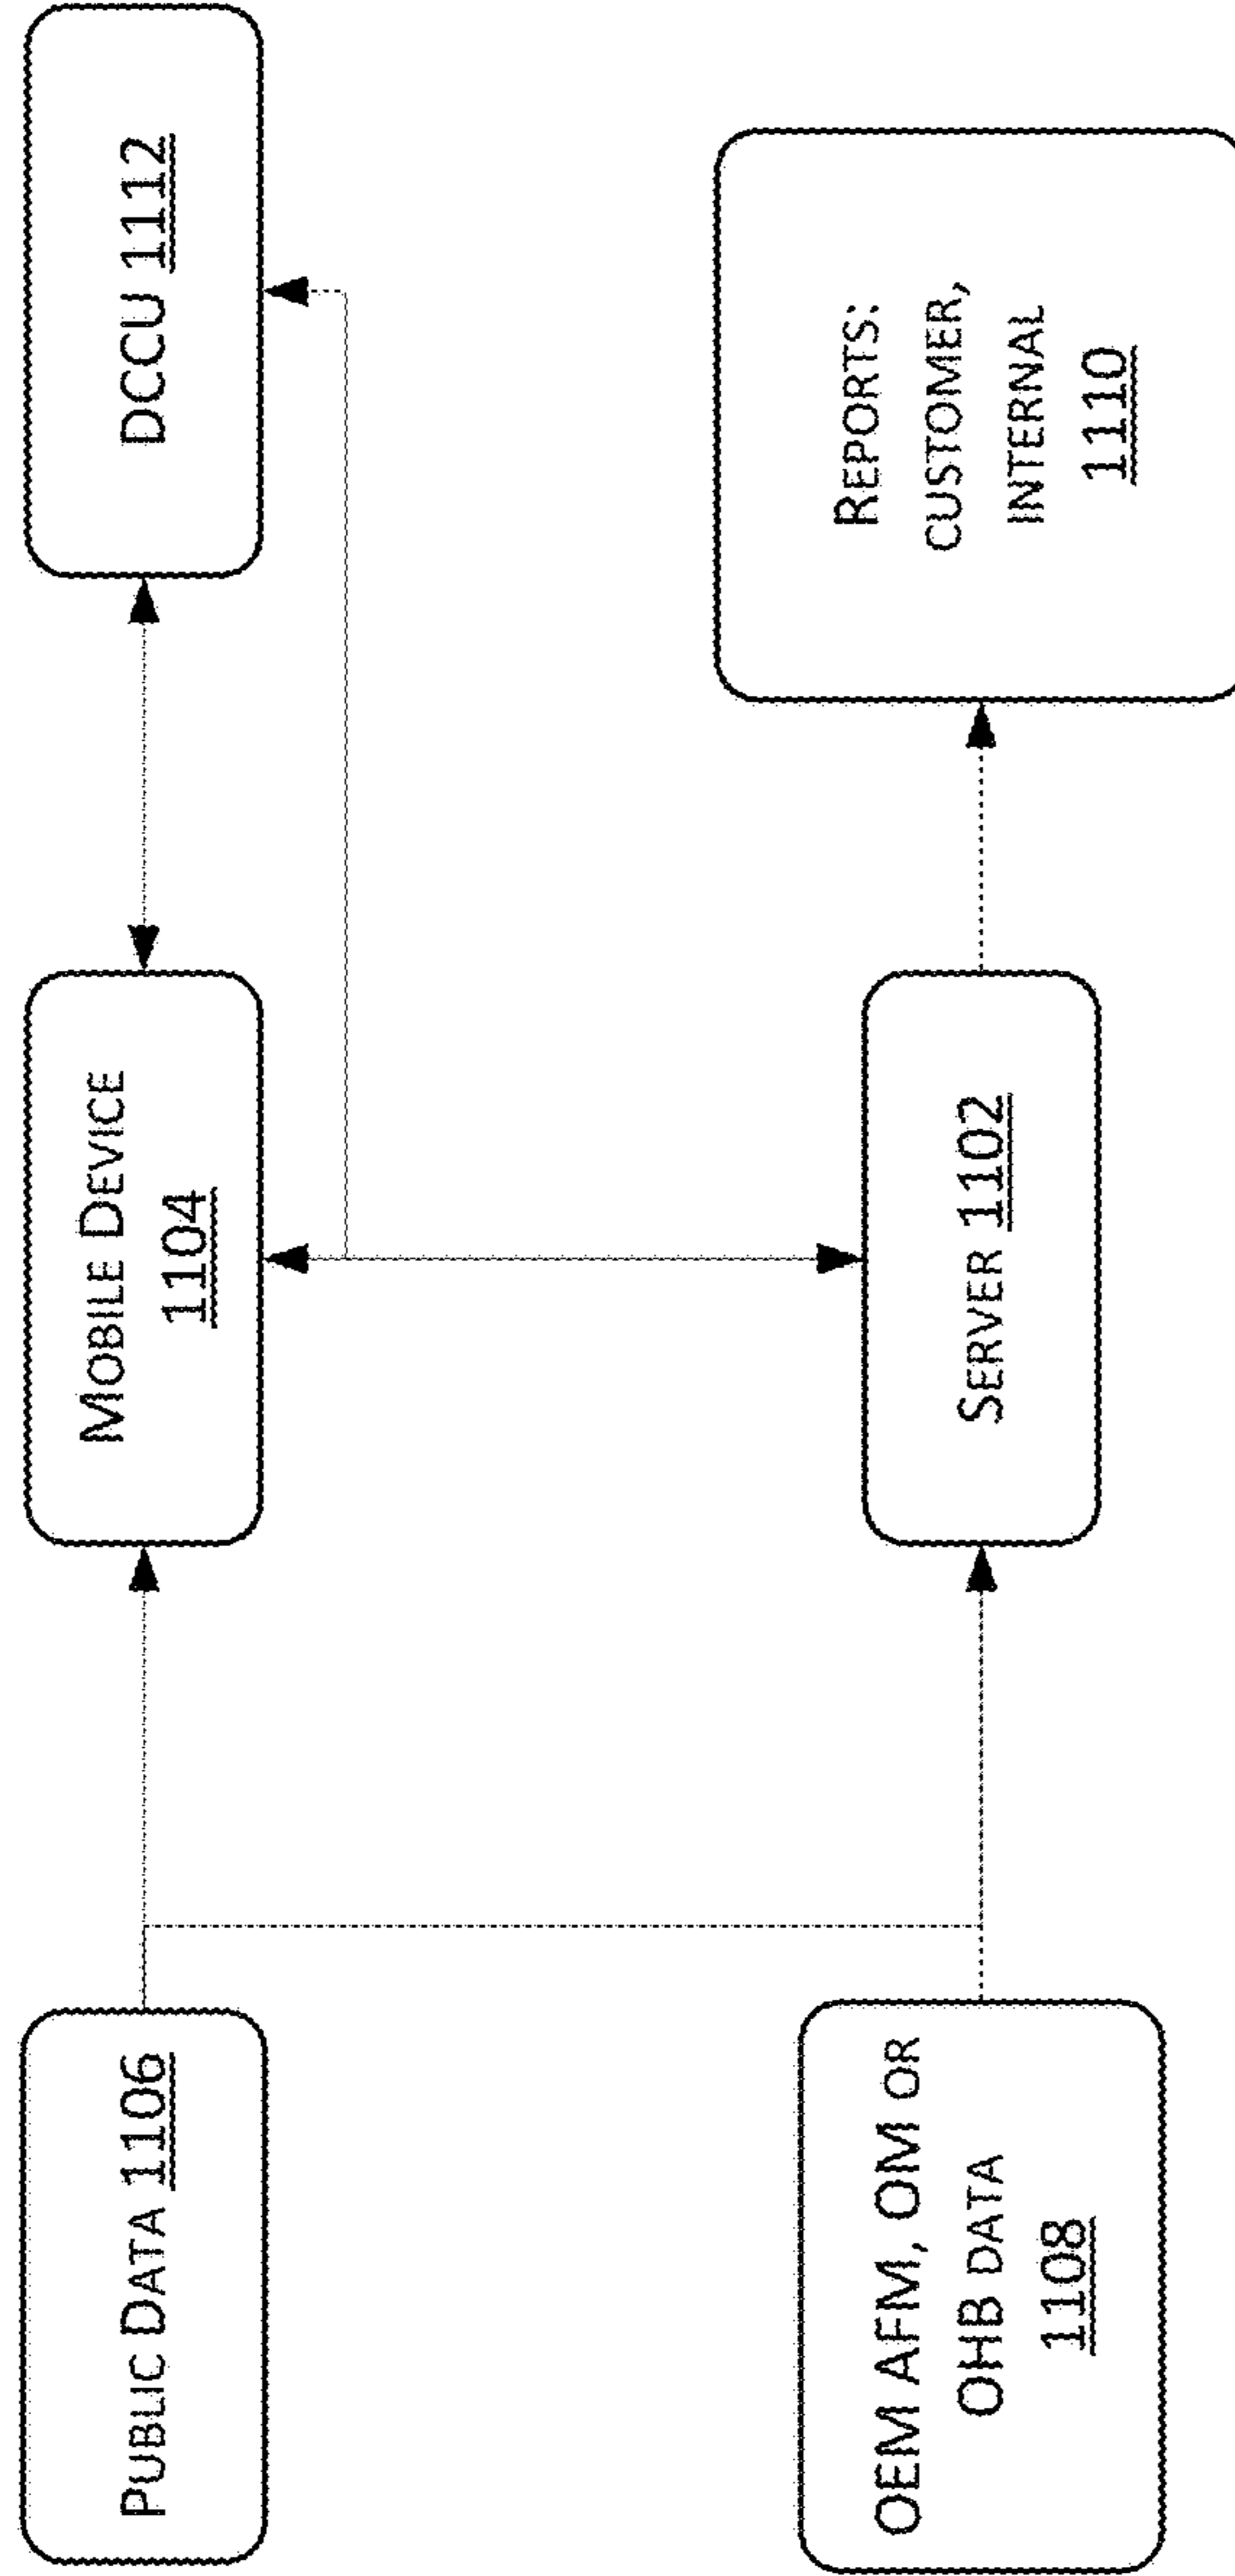 PUBLIC DATA 1106
MOBILE DEVICE
1104
DCCU 1112
OEM AFM, OM OR
OHB DATA
1108
SERVER 1102
REPORTS:
CUSTOMER,
INTERNAL
1110